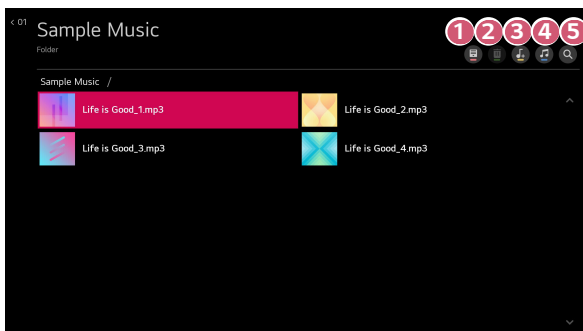 < 01
Sample Music
Folder
1 2 3 4 5
Sample Music /
Life is Good_1.mp3
Life is Good_2.mp3
Life is Good_3.mp3
Life is Good_4.mp3